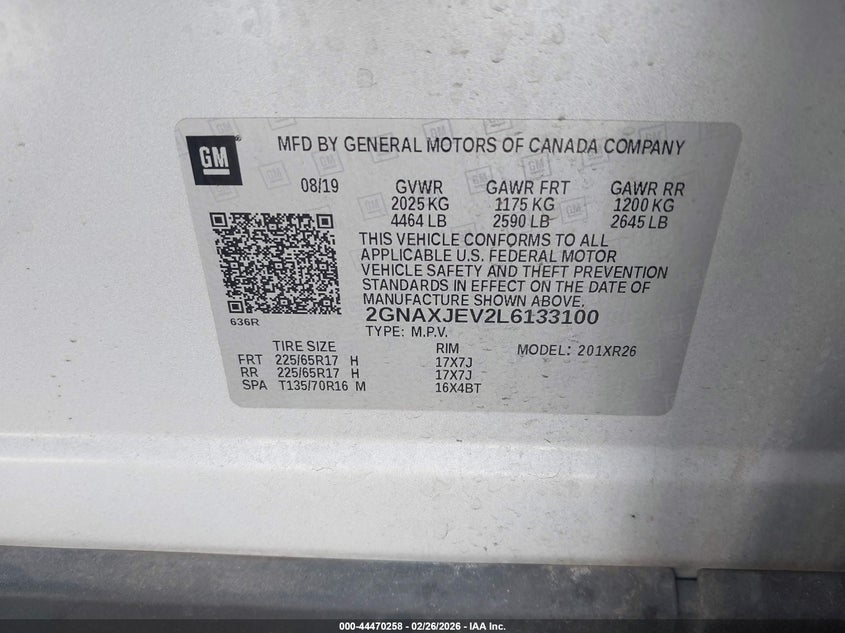 GM
MFD BY GENERAL MOTORS OF CANADA COMPANY
08/19 GVWR GAWR FRT GAWR RR
2025 KG 1175 KG 1200 KG
4464 LB 2590 LB 2645 LB
THIS VEHICLE CONFORMS TO ALL
APPLICABLE U.S. FEDERAL MOTOR
VEHICLE SAFETY AND THEFT PREVENTION
STANDARDS IN EFFECT ON THE DATE OF
MANUFACTURE SHOWN ABOVE.
636R 2GNAXJEV2L6133100
TYPE: M.P.V.
TIRE SIZE RIM MODEL: 201XR26
FRT 225/65R17 H 17X7J
RR 225/65R17 H 17X7J
SPA T135/70R16 M 16X4BT
000-44470258 - 02/26/2026 - IAA Inc.